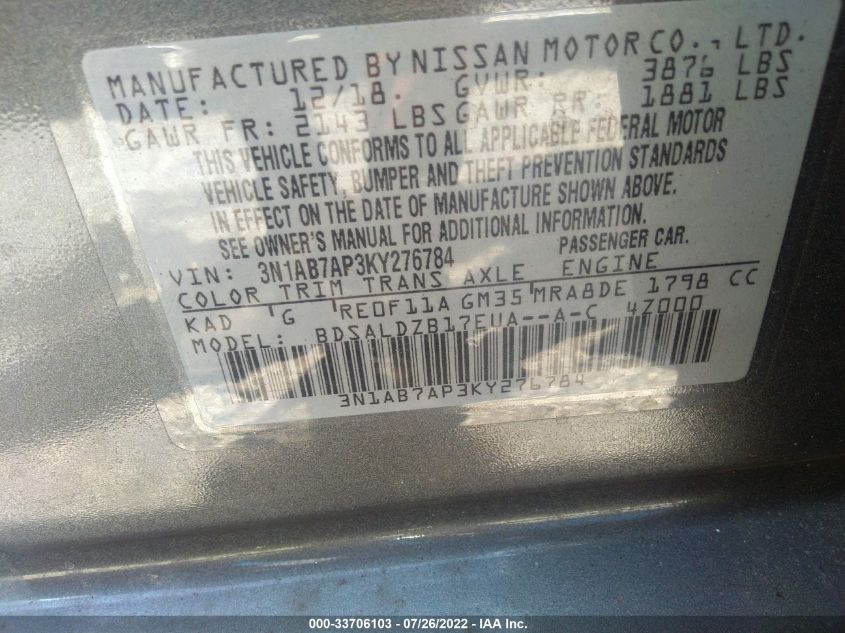 MANUFACTURED BY NISSAN MOTOR CO., LTD.
DATE: 12/18. GVWR: 3876 LBS
GAWR FR: 2143 LBS GAWR RR: 1881 LBS
THIS VEHICLE CONFORMS TO ALL APPLICABLE FEDERAL MOTOR
VEHICLE SAFETY, BUMPER AND THEFT PREVENTION STANDARDS
IN EFFECT ON THE DATE OF MANUFACTURE SHOWN ABOVE.
SEE OWNER'S MANUAL FOR ADDITIONAL INFORMATION.
VIN: 3N1AB7AP3KY276784 PASSENGER CAR.
COLOR TRIM TRANS AXLE ENGINE
KAD G RE0F11A GM35 MRA8DE 1798 CC
MODEL: BDSALDZB17EUA--A-C 4Z000
3N1AB7AP3KY276784
000-33706103 - 07/26/2022 - IAA Inc.